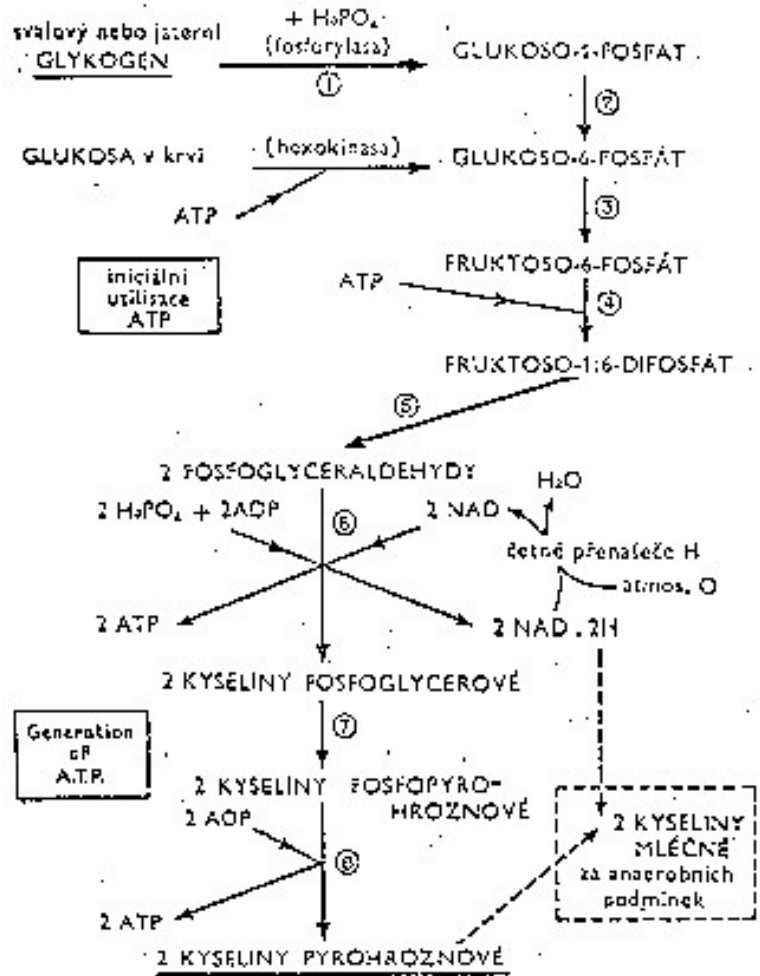 svalový nebo jaterní
GLYKOGEN
+ H₃PO₄
(fosforylasa)
①
GLUKOSO-1-FOSFÁT
②
GLUKOSA v krvi
(hexokinasa)
GLUKOSO-6-FOSFÁT
ATP
③
iniciální
utilisace
ATP
FRUKTOSO-6-FOSFÁT
ATP
④
FRUKTOSO-1:6-DIFOSFÁT
⑤
2 FOSFOGLYCERALDEHYDY
2 H₃PO₄ + 2ADP
⑥
2 NAD
H₂O
četné přenašeče H
atmos. O
2 ATP
2 NAD.2H
2 KYSELINY FOSFOGLYCEROVÉ
Generation
of
A.T.P.
⑦
2 KYSELINY FOSFOPYRO-
HROZNOVÉ
2 ADP
⑧
2 ATP
2 KYSELINY
MLÉČNÉ
za anaerobních
podmínek
2 KYSELINY PYROHROZNOVÉ